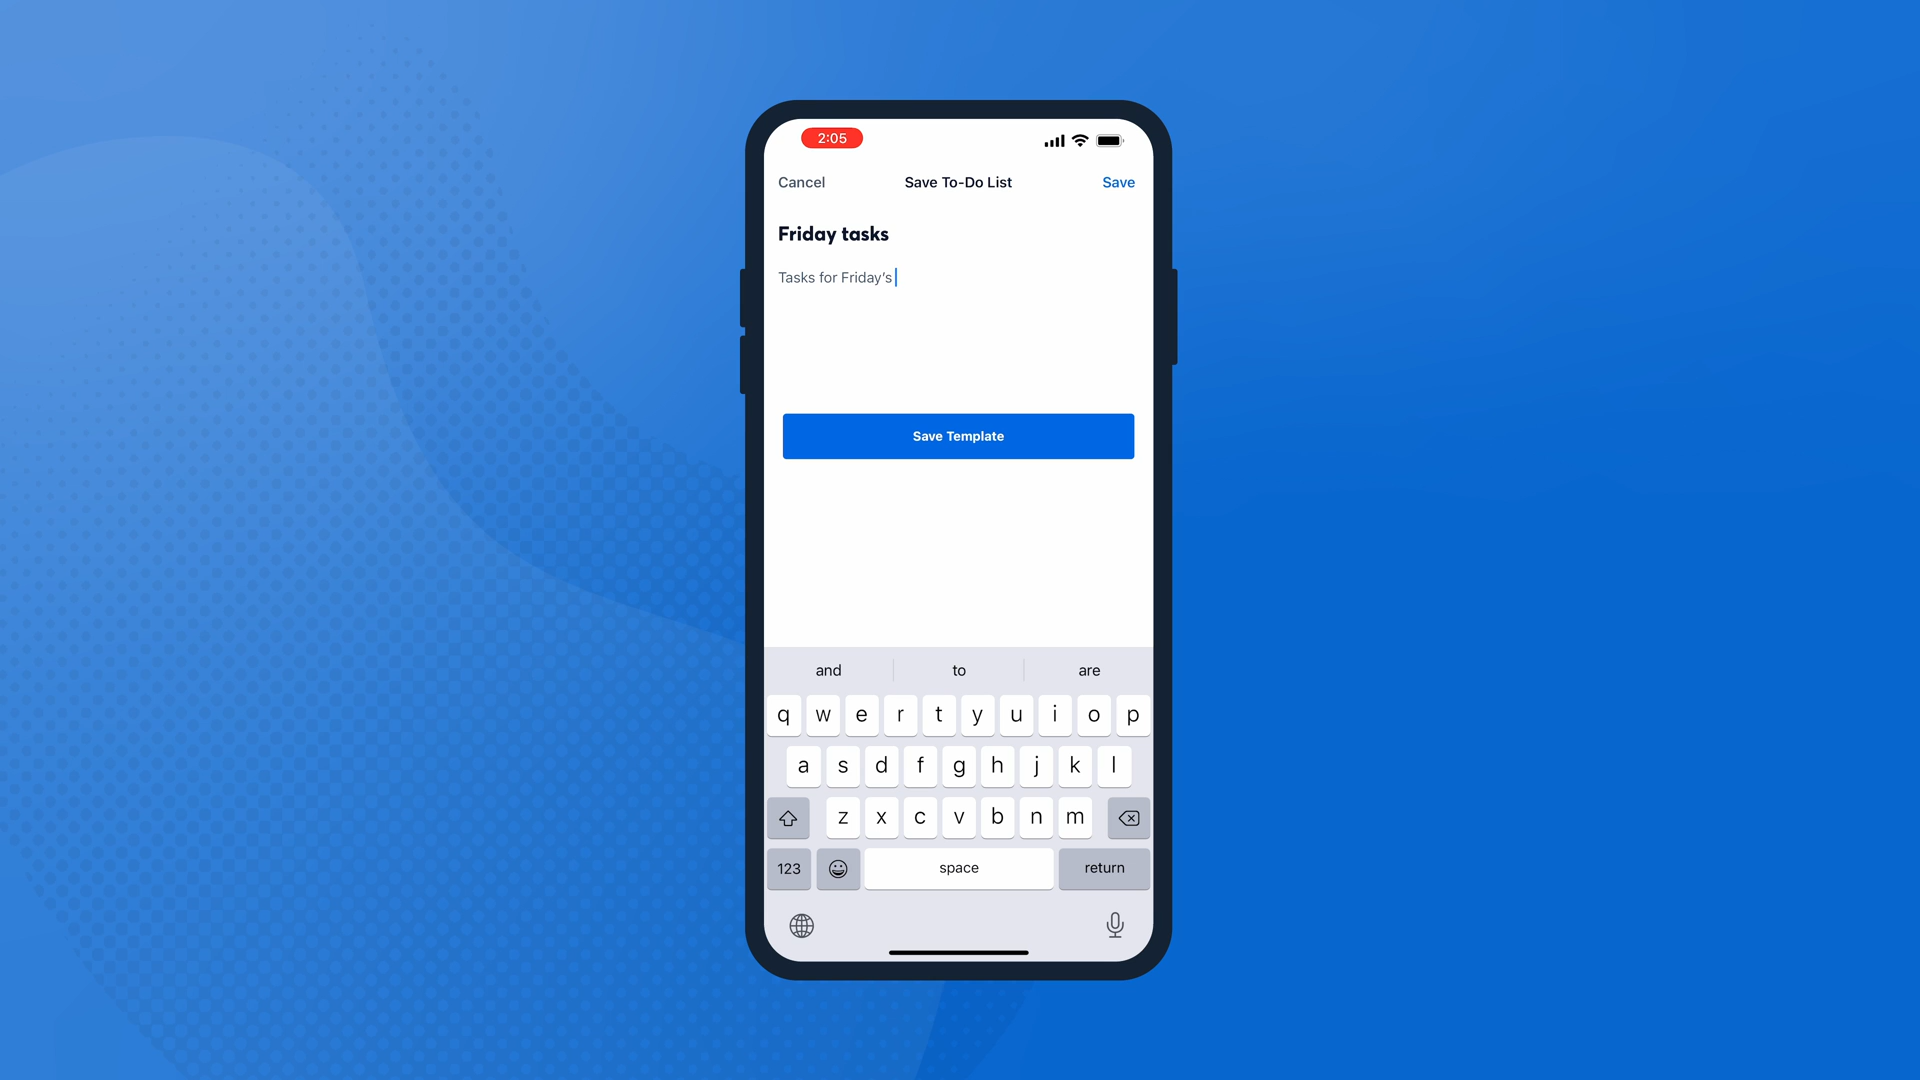 2:05
Cancel Save To-Do List Save
Friday tasks
Tasks for Friday’s
Save Template
and to are
q w e r t y u i o p
a s d f g h j k l
z x c v b n m
123 space return